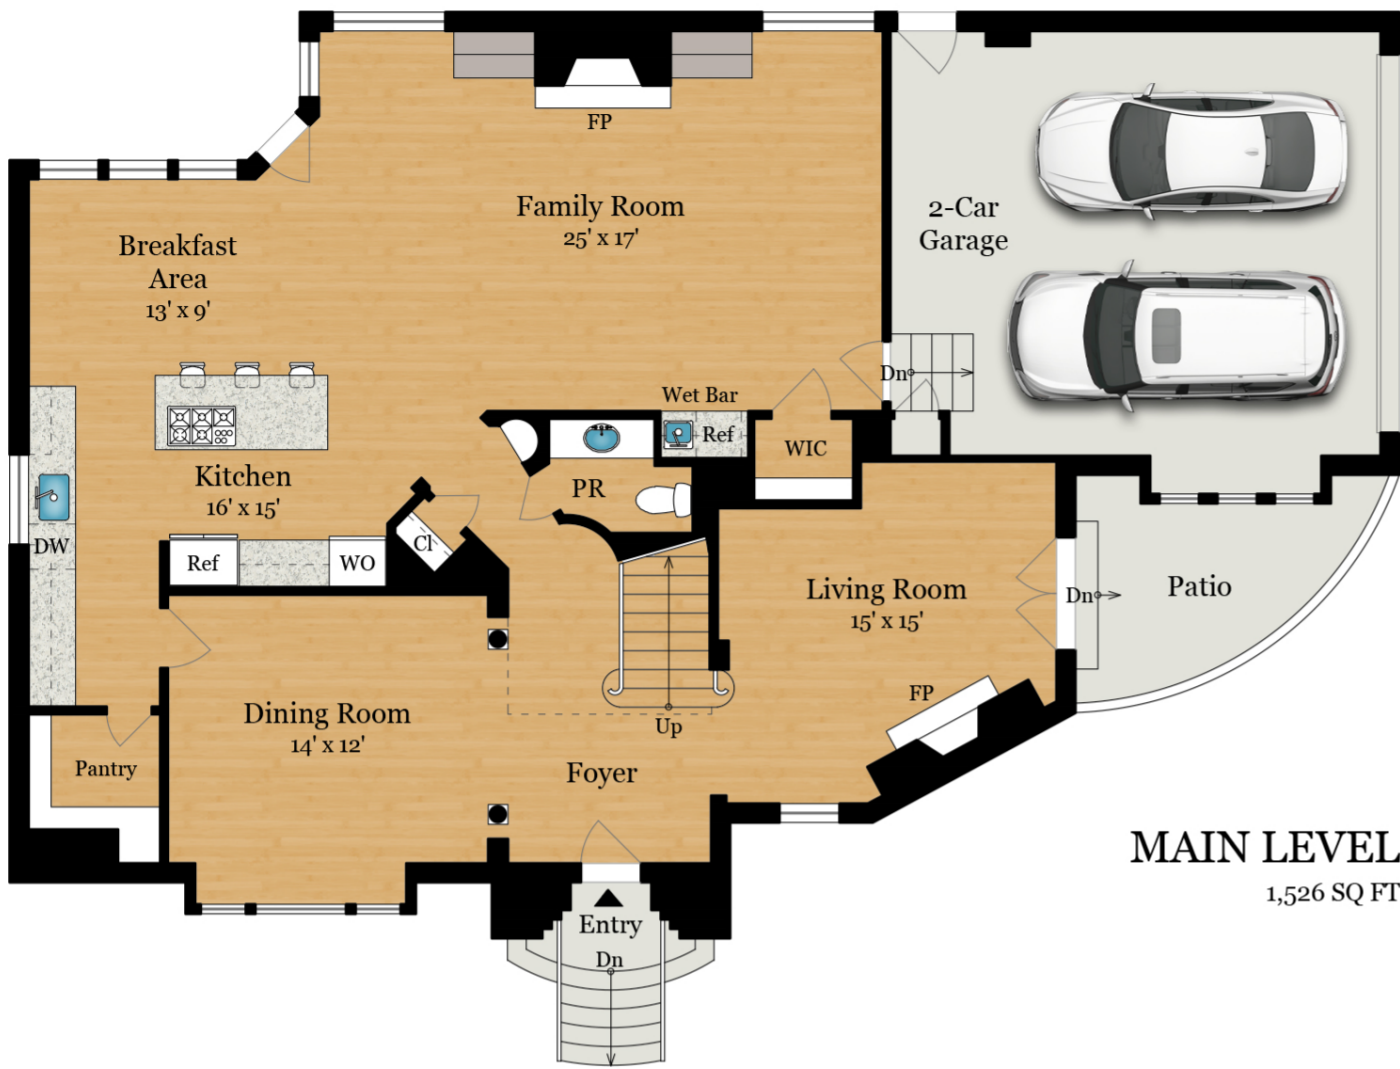 FP
Family Room
25' x 17'
2-Car
Garage
Breakfast
Area
13' x 9'
Dn
Wet Bar
Ref
WIC
Kitchen
16' x 15'
PR
DW
Ref
WO
Cl
Living Room
15' x 15'
Dn
Patio
FP
Dining Room
14' x 12'
Up
Pantry
Foyer
MAIN LEVEL
1,526 SQ FT
Entry
Dn